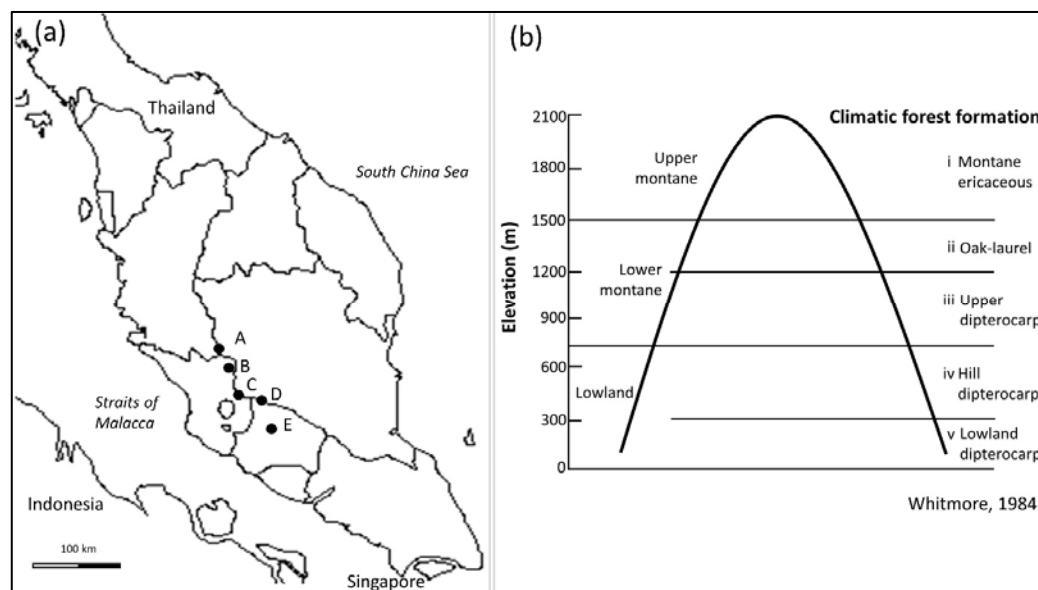 (a)
Thailand
South China Sea
A
B
C
D
E
Straits of
Malacca
Indonesia
100 km
Singapore
(b)
Climatic forest formation
Elevation (m)
2100
1800
1500
1200
900
600
300
0
Upper
montane
Lower
montane
Lowland
i Montane
ericaceous
ii Oak-laurel
iii Upper
dipterocarp
iv Hill
dipterocarp
v Lowland
dipterocarp
Whitmore, 1984